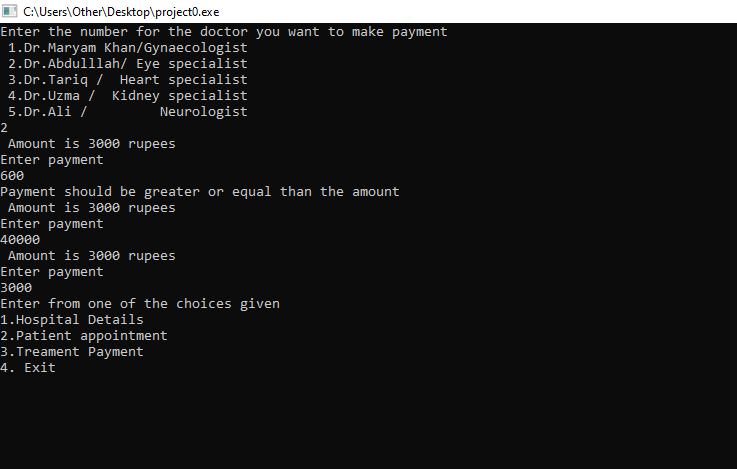 C:\Users\Other\Desktop\project0.exe
Enter the number for the doctor you want to make payment
 1.Dr.Maryam Khan/Gynaecologist
 2.Dr.Abdulllah/ Eye specialist
 3.Dr.Tariq /  Heart specialist
 4.Dr.Uzma /  Kidney specialist
 5.Dr.Ali /         Neurologist
2
 Amount is 3000 rupees
Enter payment
600
Payment should be greater or equal than the amount
 Amount is 3000 rupees
Enter payment
40000
 Amount is 3000 rupees
Enter payment
3000
Enter from one of the choices given
1.Hospital Details
2.Patient appointment
3.Treament Payment
4. Exit